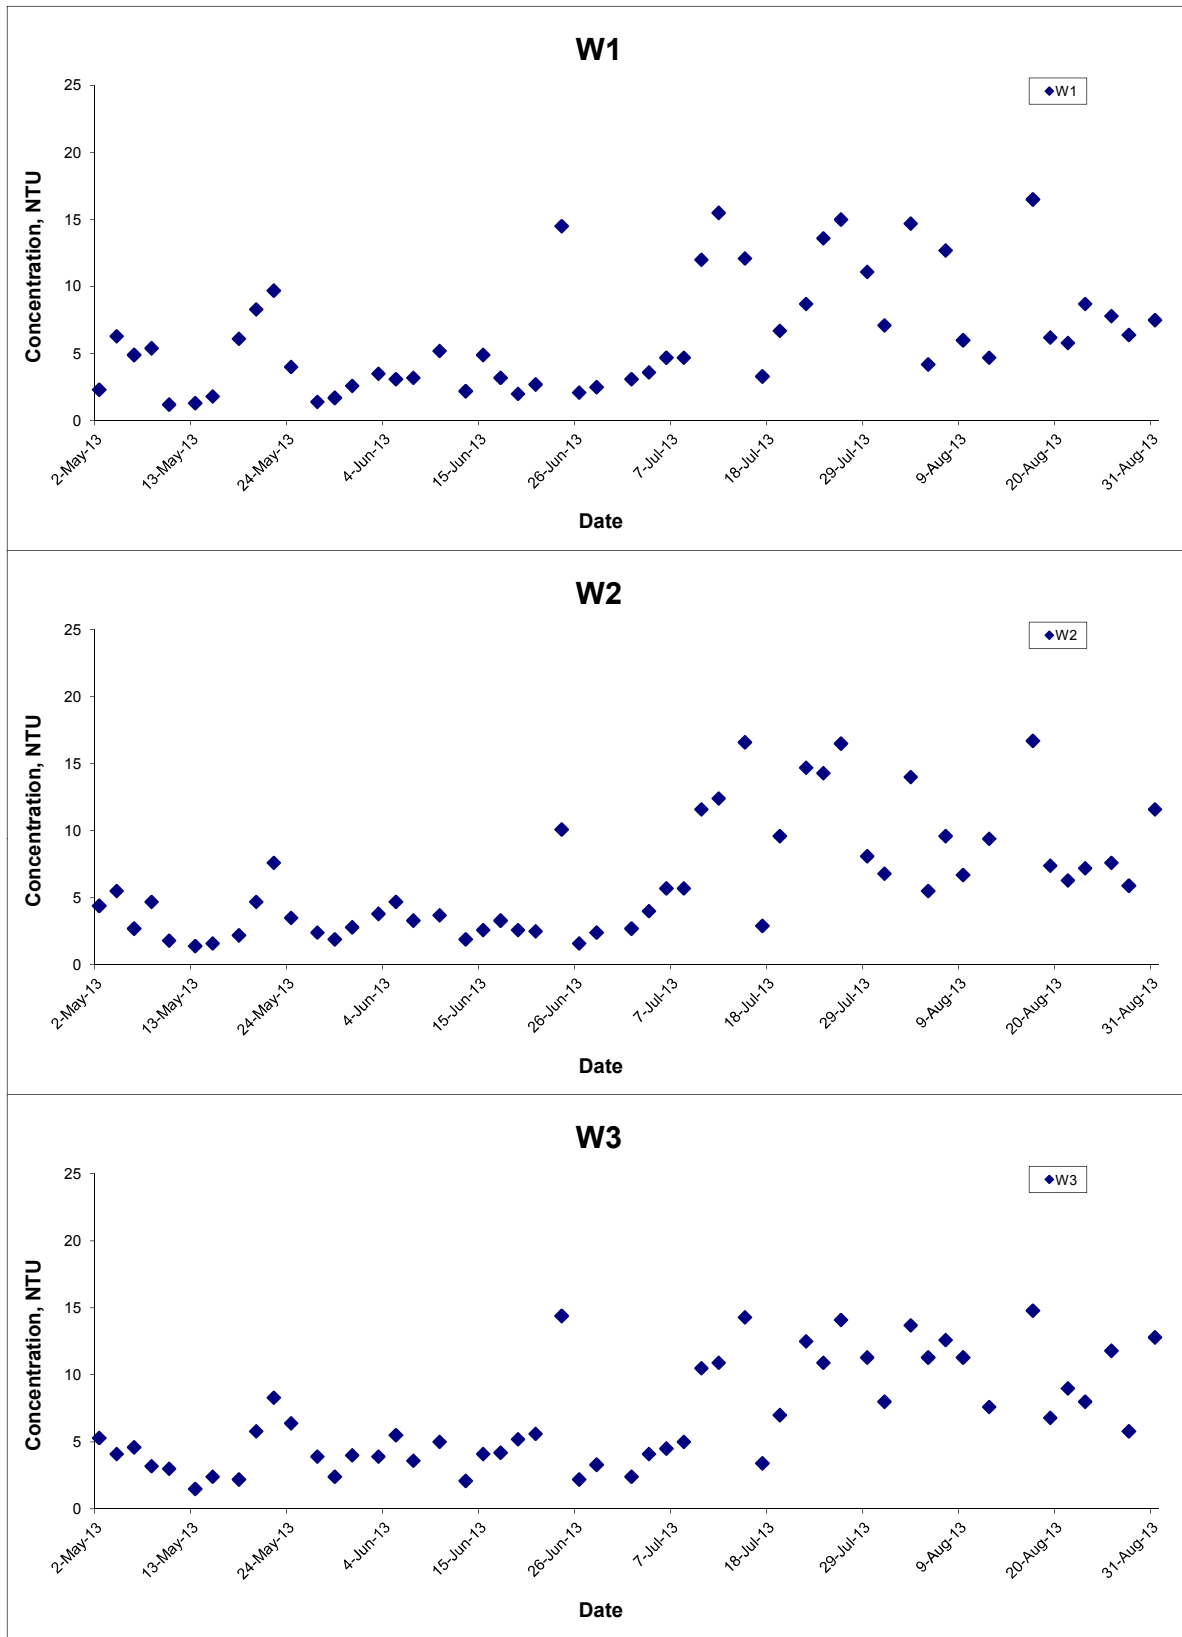 W1
W1
25
20
15
10
5
0
Concentration, NTU
2-May-13 13-May-13 24-May-13 4-Jun-13 15-Jun-13 26-Jun-13 7-Jul-13 18-Jul-13 29-Jul-13 9-Aug-13 20-Aug-13 31-Aug-13
Date
W2
W2
25
20
15
10
5
0
Concentration, NTU
2-May-13 13-May-13 24-May-13 4-Jun-13 15-Jun-13 26-Jun-13 7-Jul-13 18-Jul-13 29-Jul-13 9-Aug-13 20-Aug-13 31-Aug-13
Date
W3
W3
25
20
15
10
5
0
Concentration, NTU
2-May-13 13-May-13 24-May-13 4-Jun-13 15-Jun-13 26-Jun-13 7-Jul-13 18-Jul-13 29-Jul-13 9-Aug-13 20-Aug-13 31-Aug-13
Date